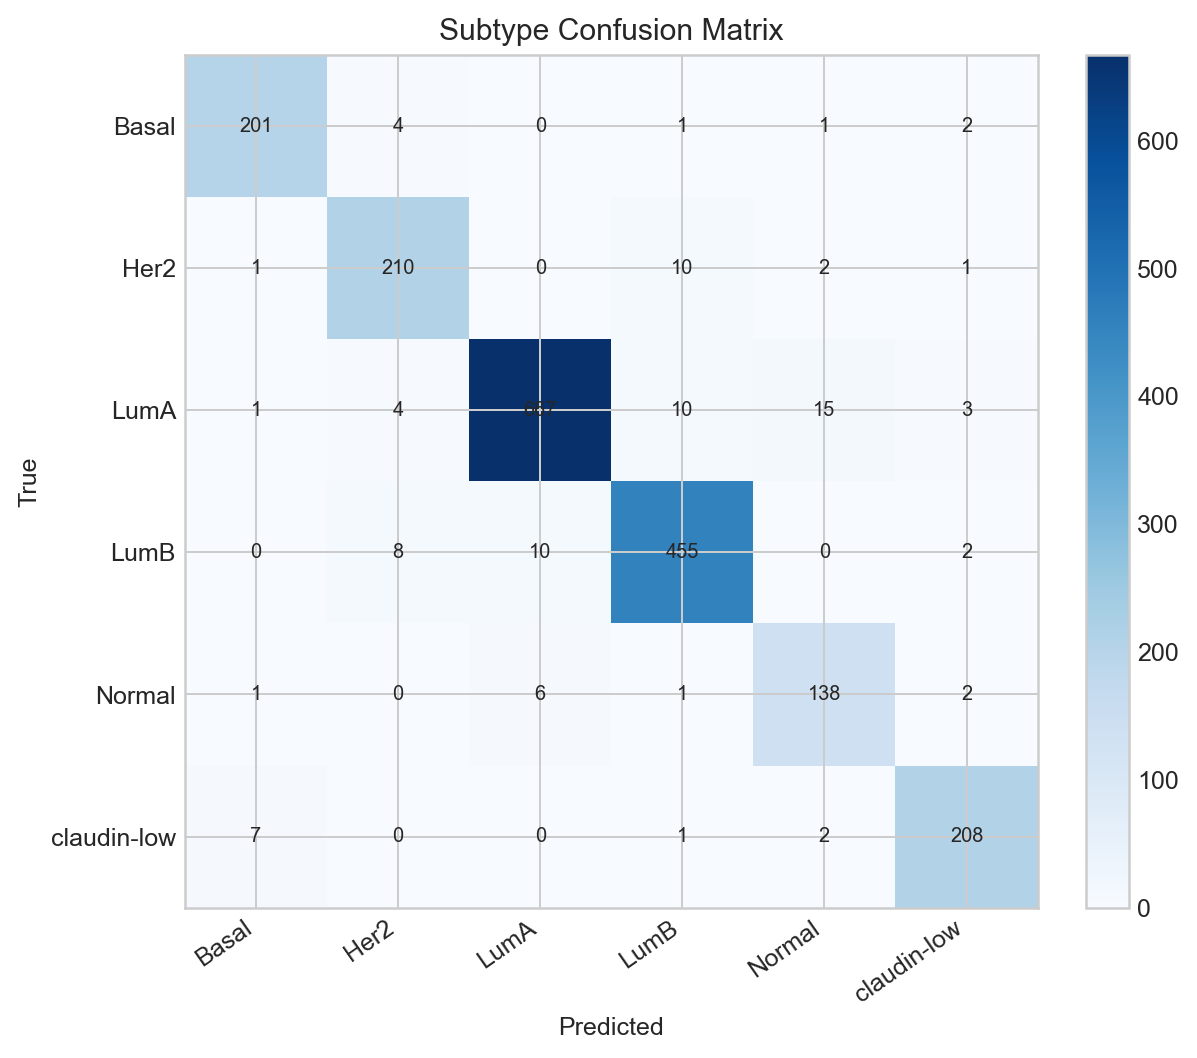 Subtype Confusion Matrix
Basal 201 4 0 1 1 2
Her2 1 210 0 10 2 1
LumA 1 4 667 10 15 3
LumB 0 8 10 455 0 2
Normal 1 0 6 1 138 2
claudin-low 7 0 0 1 2 208
True
Basal Her2 LumA LumB Normal claudin-low
Predicted
600
500
400
300
200
100
0